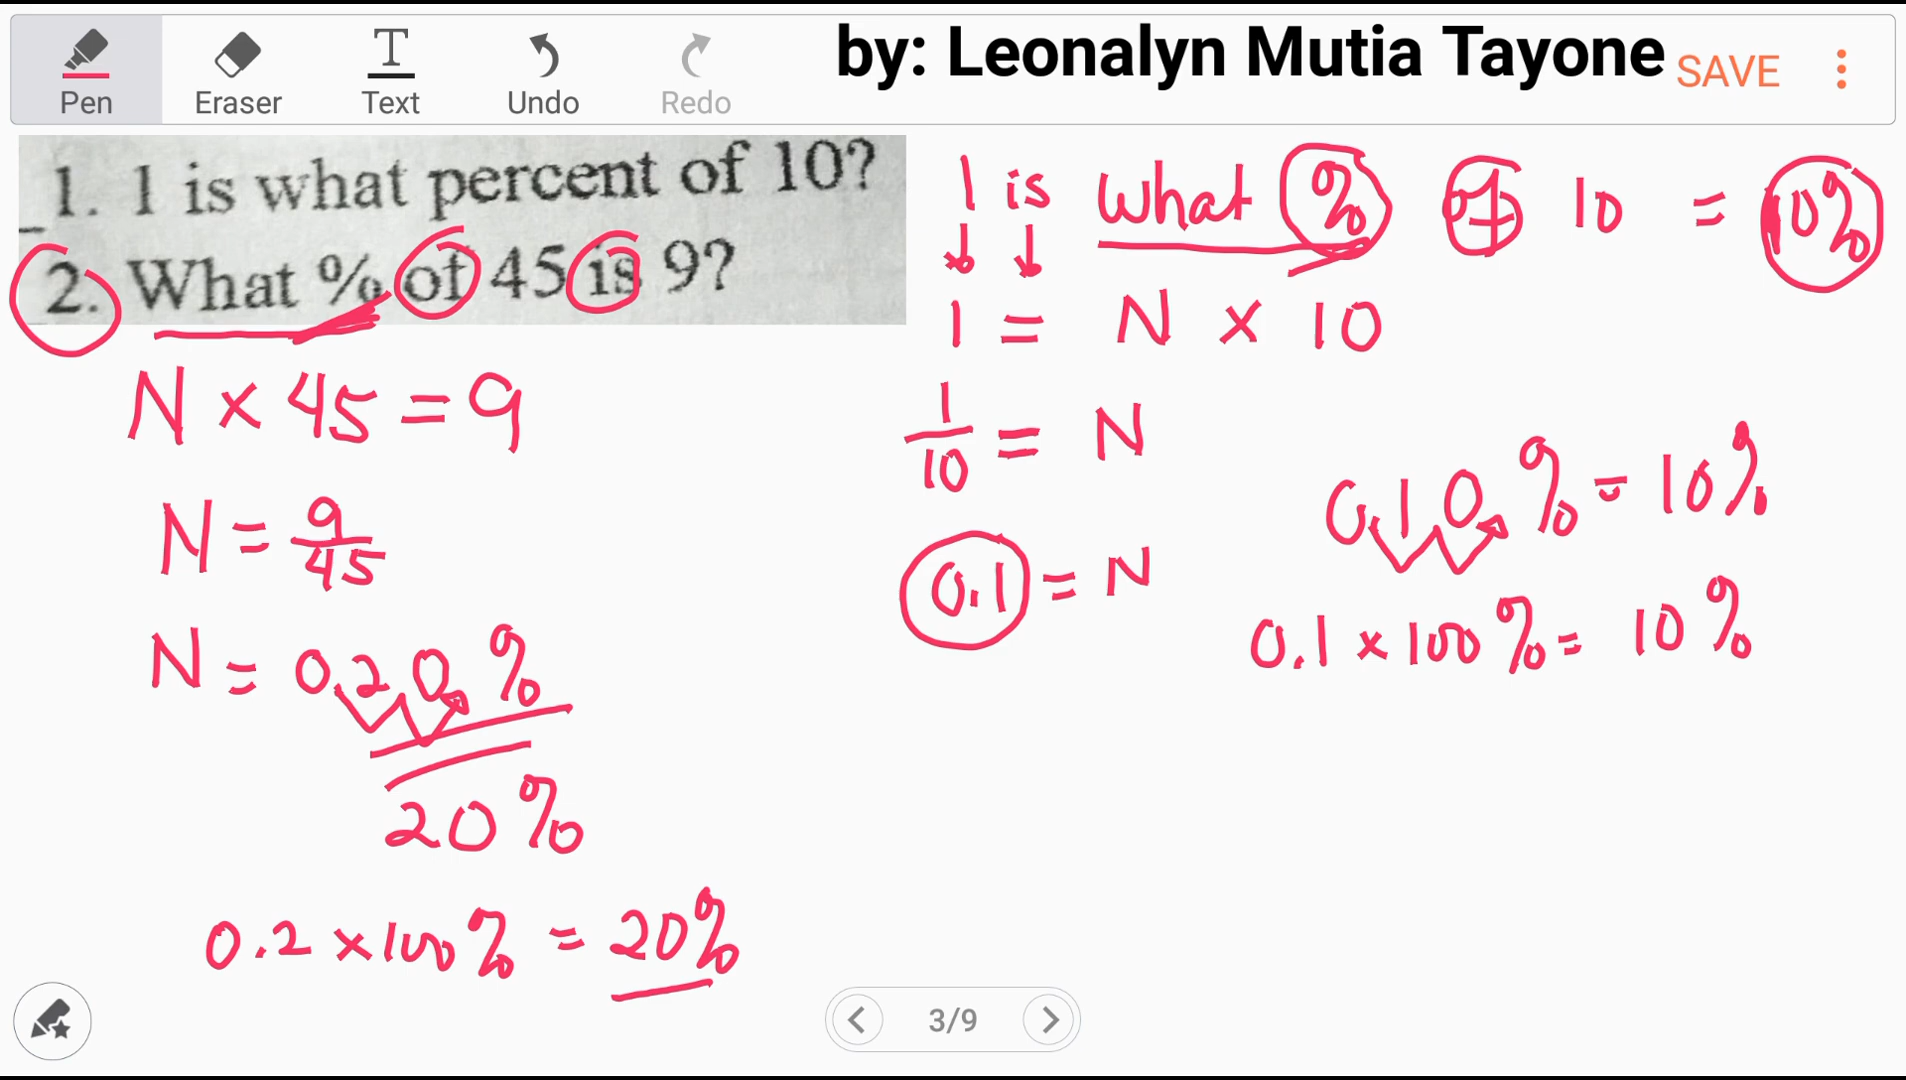 by: Leonalyn Mutia Tayone
SAVE
Pen
Eraser
Text
Undo
Redo
1. 1 is what percent of 10?
2. What % of 45 is 9?
N × 45 = 9
N = 9/45
N = 0.20.%
20%
0.2 × 100% = 20%
1 is what % of 10 = 10%
1 = N × 10
1/10 = N
0.1 = N
0.10.% = 10%
0.1 × 100% = 10%
3/9